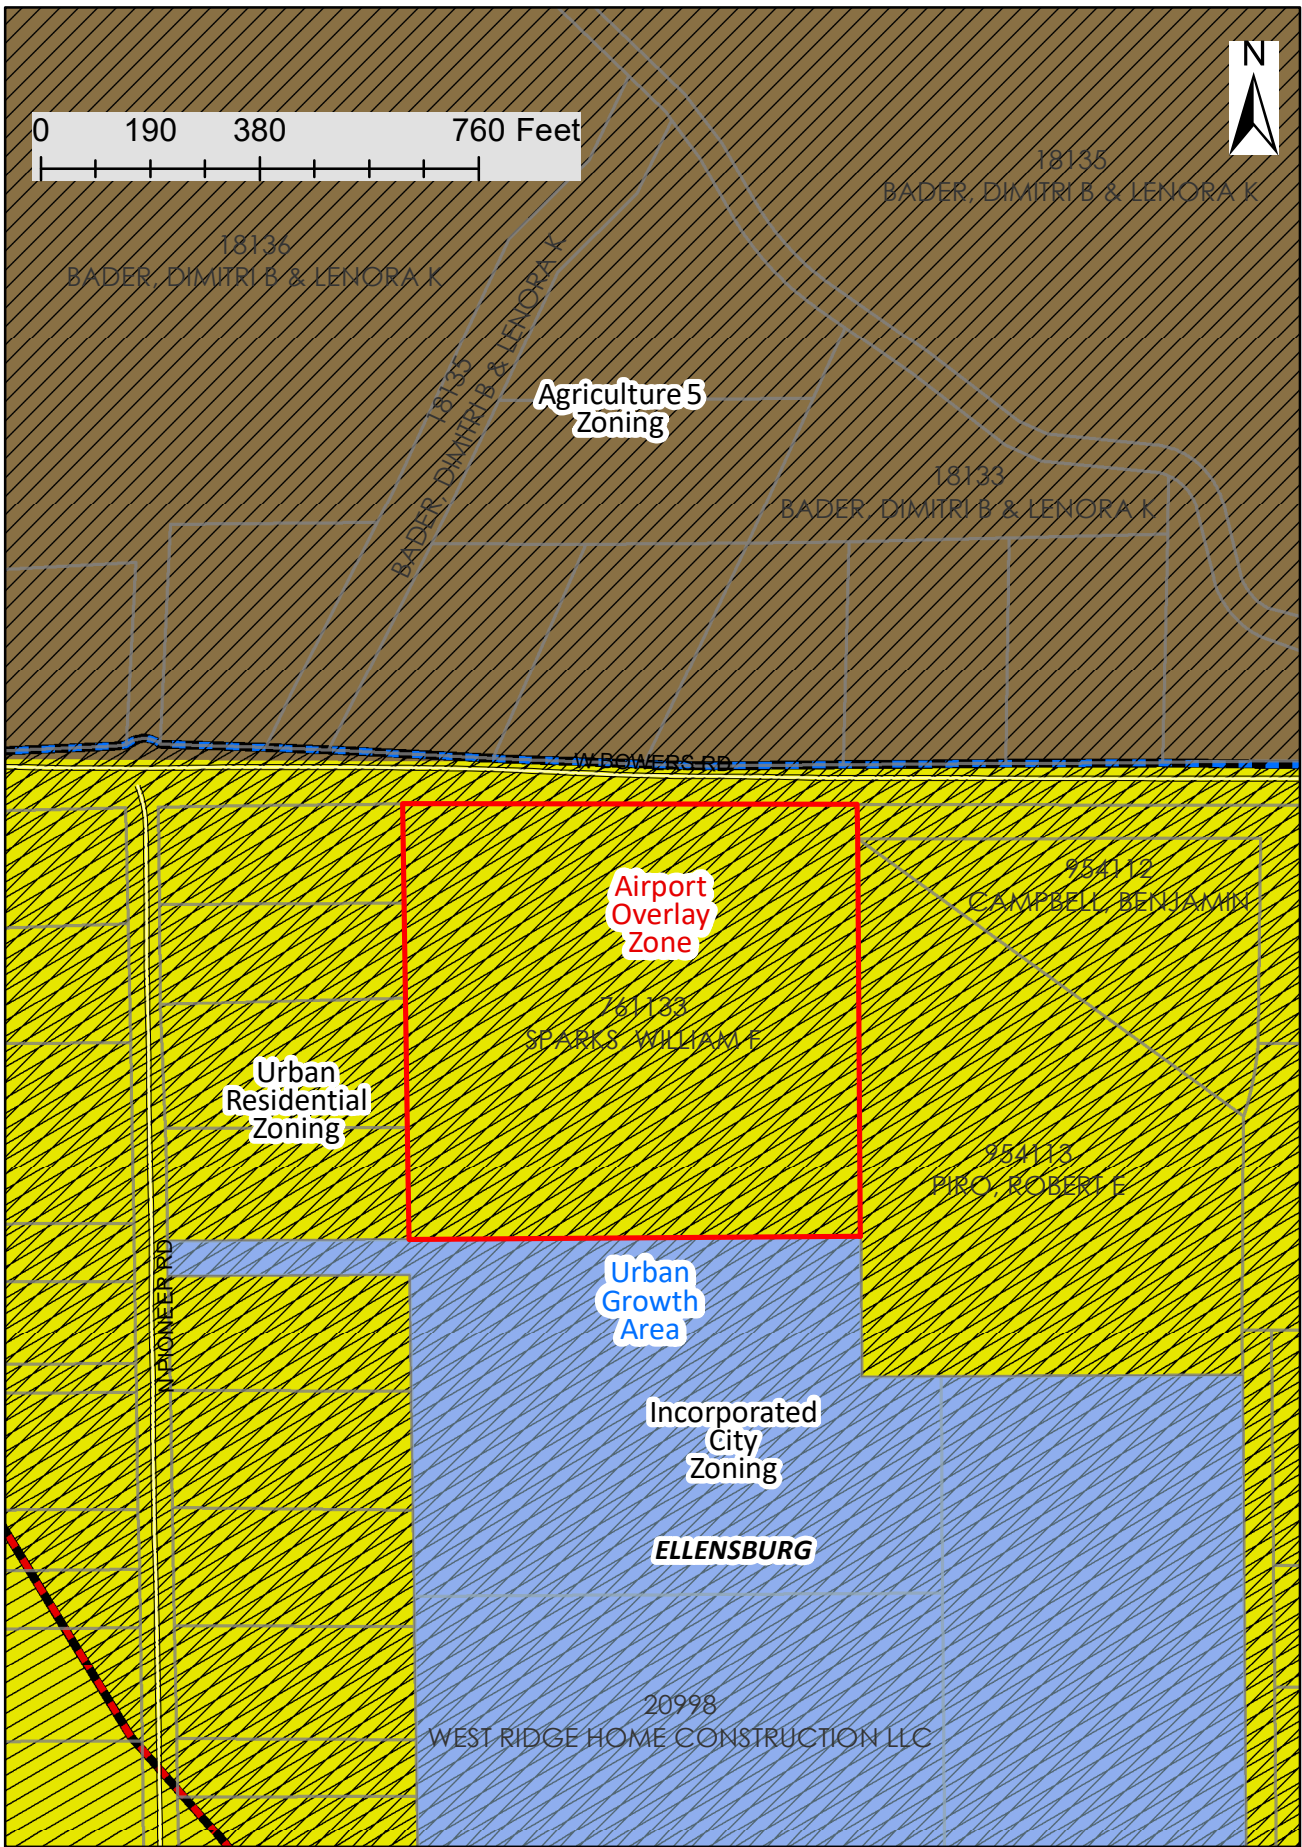 N
0 190 380 760 Feet
18135
BADER, DIMITRI B & LENORA K
18136
BADER, DIMITRI B & LENORA K
18135
BADER, DIMITRI B & LENORA K
Agriculture 5
Zoning
18133
BADER, DIMITRI B & LENORA K
W BOWERS RD
954112
CAMPBELL, BENJAMIN
Airport
Overlay
Zone
761133
SPARKS, WILLIAM F
Urban
Residential
Zoning
954113
PIRO, ROBERT E
N PIONEER RD
Urban
Growth
Area
Incorporated
City
Zoning
ELLENSBURG
20998
WEST RIDGE HOME CONSTRUCTION LLC